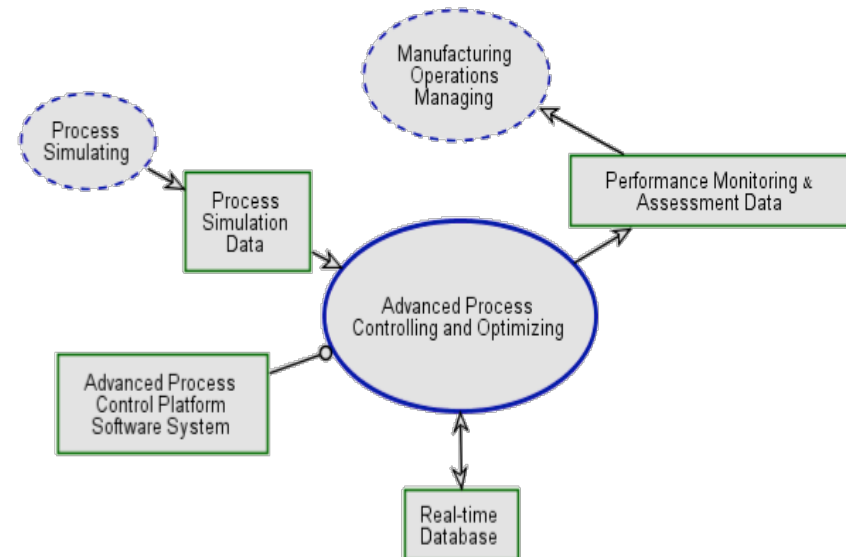 Manufacturing
Operations
Managing
Process
Simulating
Process
Simulation
Data
Performance Monitoring &
Assessment Data
Advanced Process
Controlling and Optimizing
Advanced Process
Control Platform
Software System
Real-time
Database